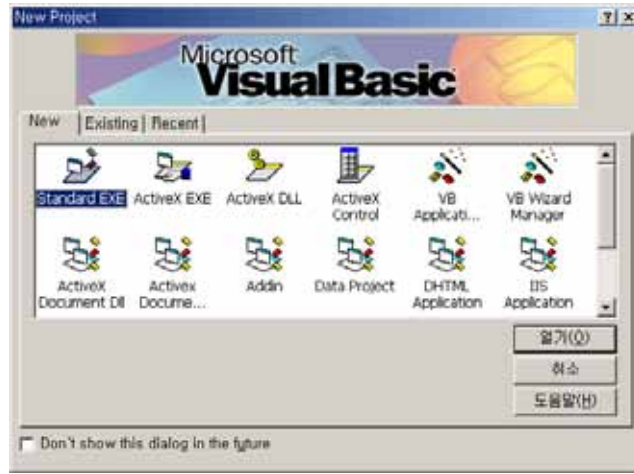 New Project
Microsoft
Visual Basic
New Existing Recent
Standard EXE ActiveX EXE ActiveX DLL ActiveX Control VB Applicati... VB Wizard Manager
ActiveX Document Dll Activex Docume... Addin Data Project DHTML Application IIS Application
열기(O)
취소
도움말(H)
Don't show this dialog in the future